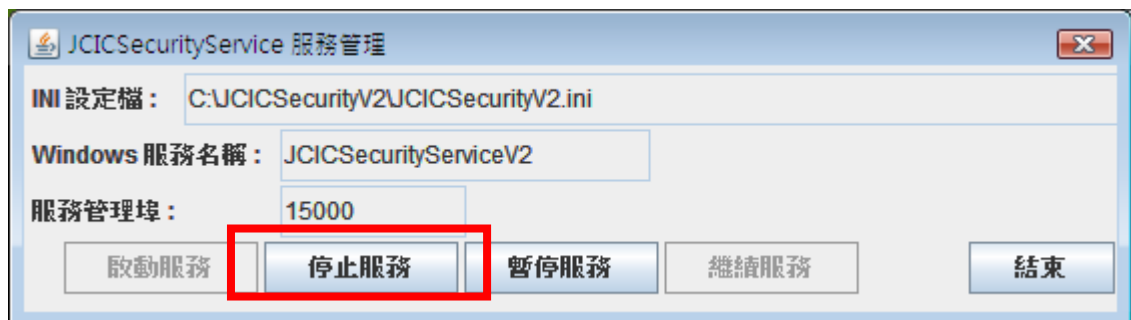 JCICSecurityService 服務管理
INI 設定檔： C:\JCICSecurityV2\JCICSecurityV2.ini
Windows 服務名稱： JCICSecurityServiceV2
服務管理埠： 15000
啟動服務 停止服務 暫停服務 繼續服務 結束